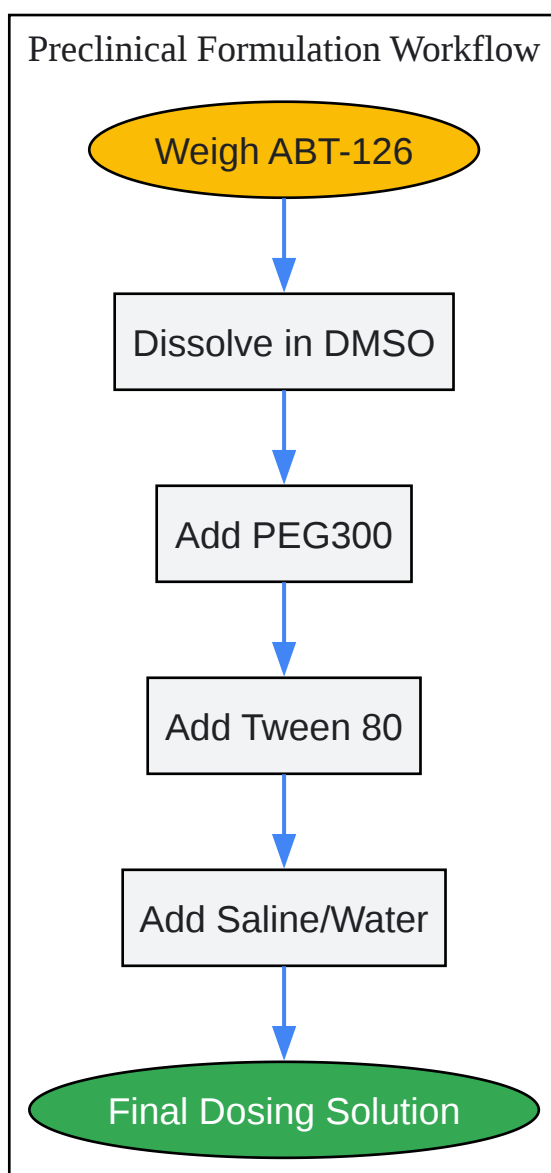 Preclinical Formulation Workflow
Weigh ABT-126
Dissolve in DMSO
Add PEG300
Add Tween 80
Add Saline/Water
Final Dosing Solution